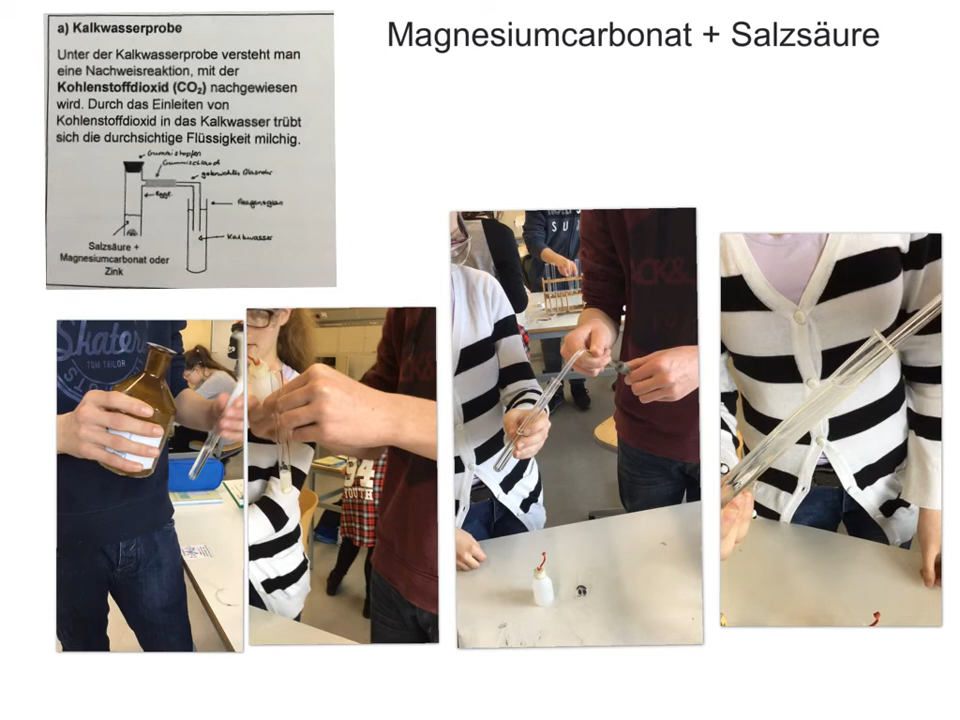 Magnesiumcarbonat + Salzsäure
a) Kalkwasserprobe
Unter der Kalkwasserprobe versteht man
eine Nachweisreaktion, mit der
Kohlenstoffdioxid (CO₂) nachgewiesen
wird. Durch das Einleiten von
Kohlenstoffdioxid in das Kalkwasser trübt
sich die durchsichtige Flüssigkeit milchig.
Gummistopfen
Gummischlauch
Glasrohr
Reagenzglas
Kalkwasser
Salzsäure +
Magnesiumcarbonat oder
Zink
Skater
TOM TAILOR
YOUTH